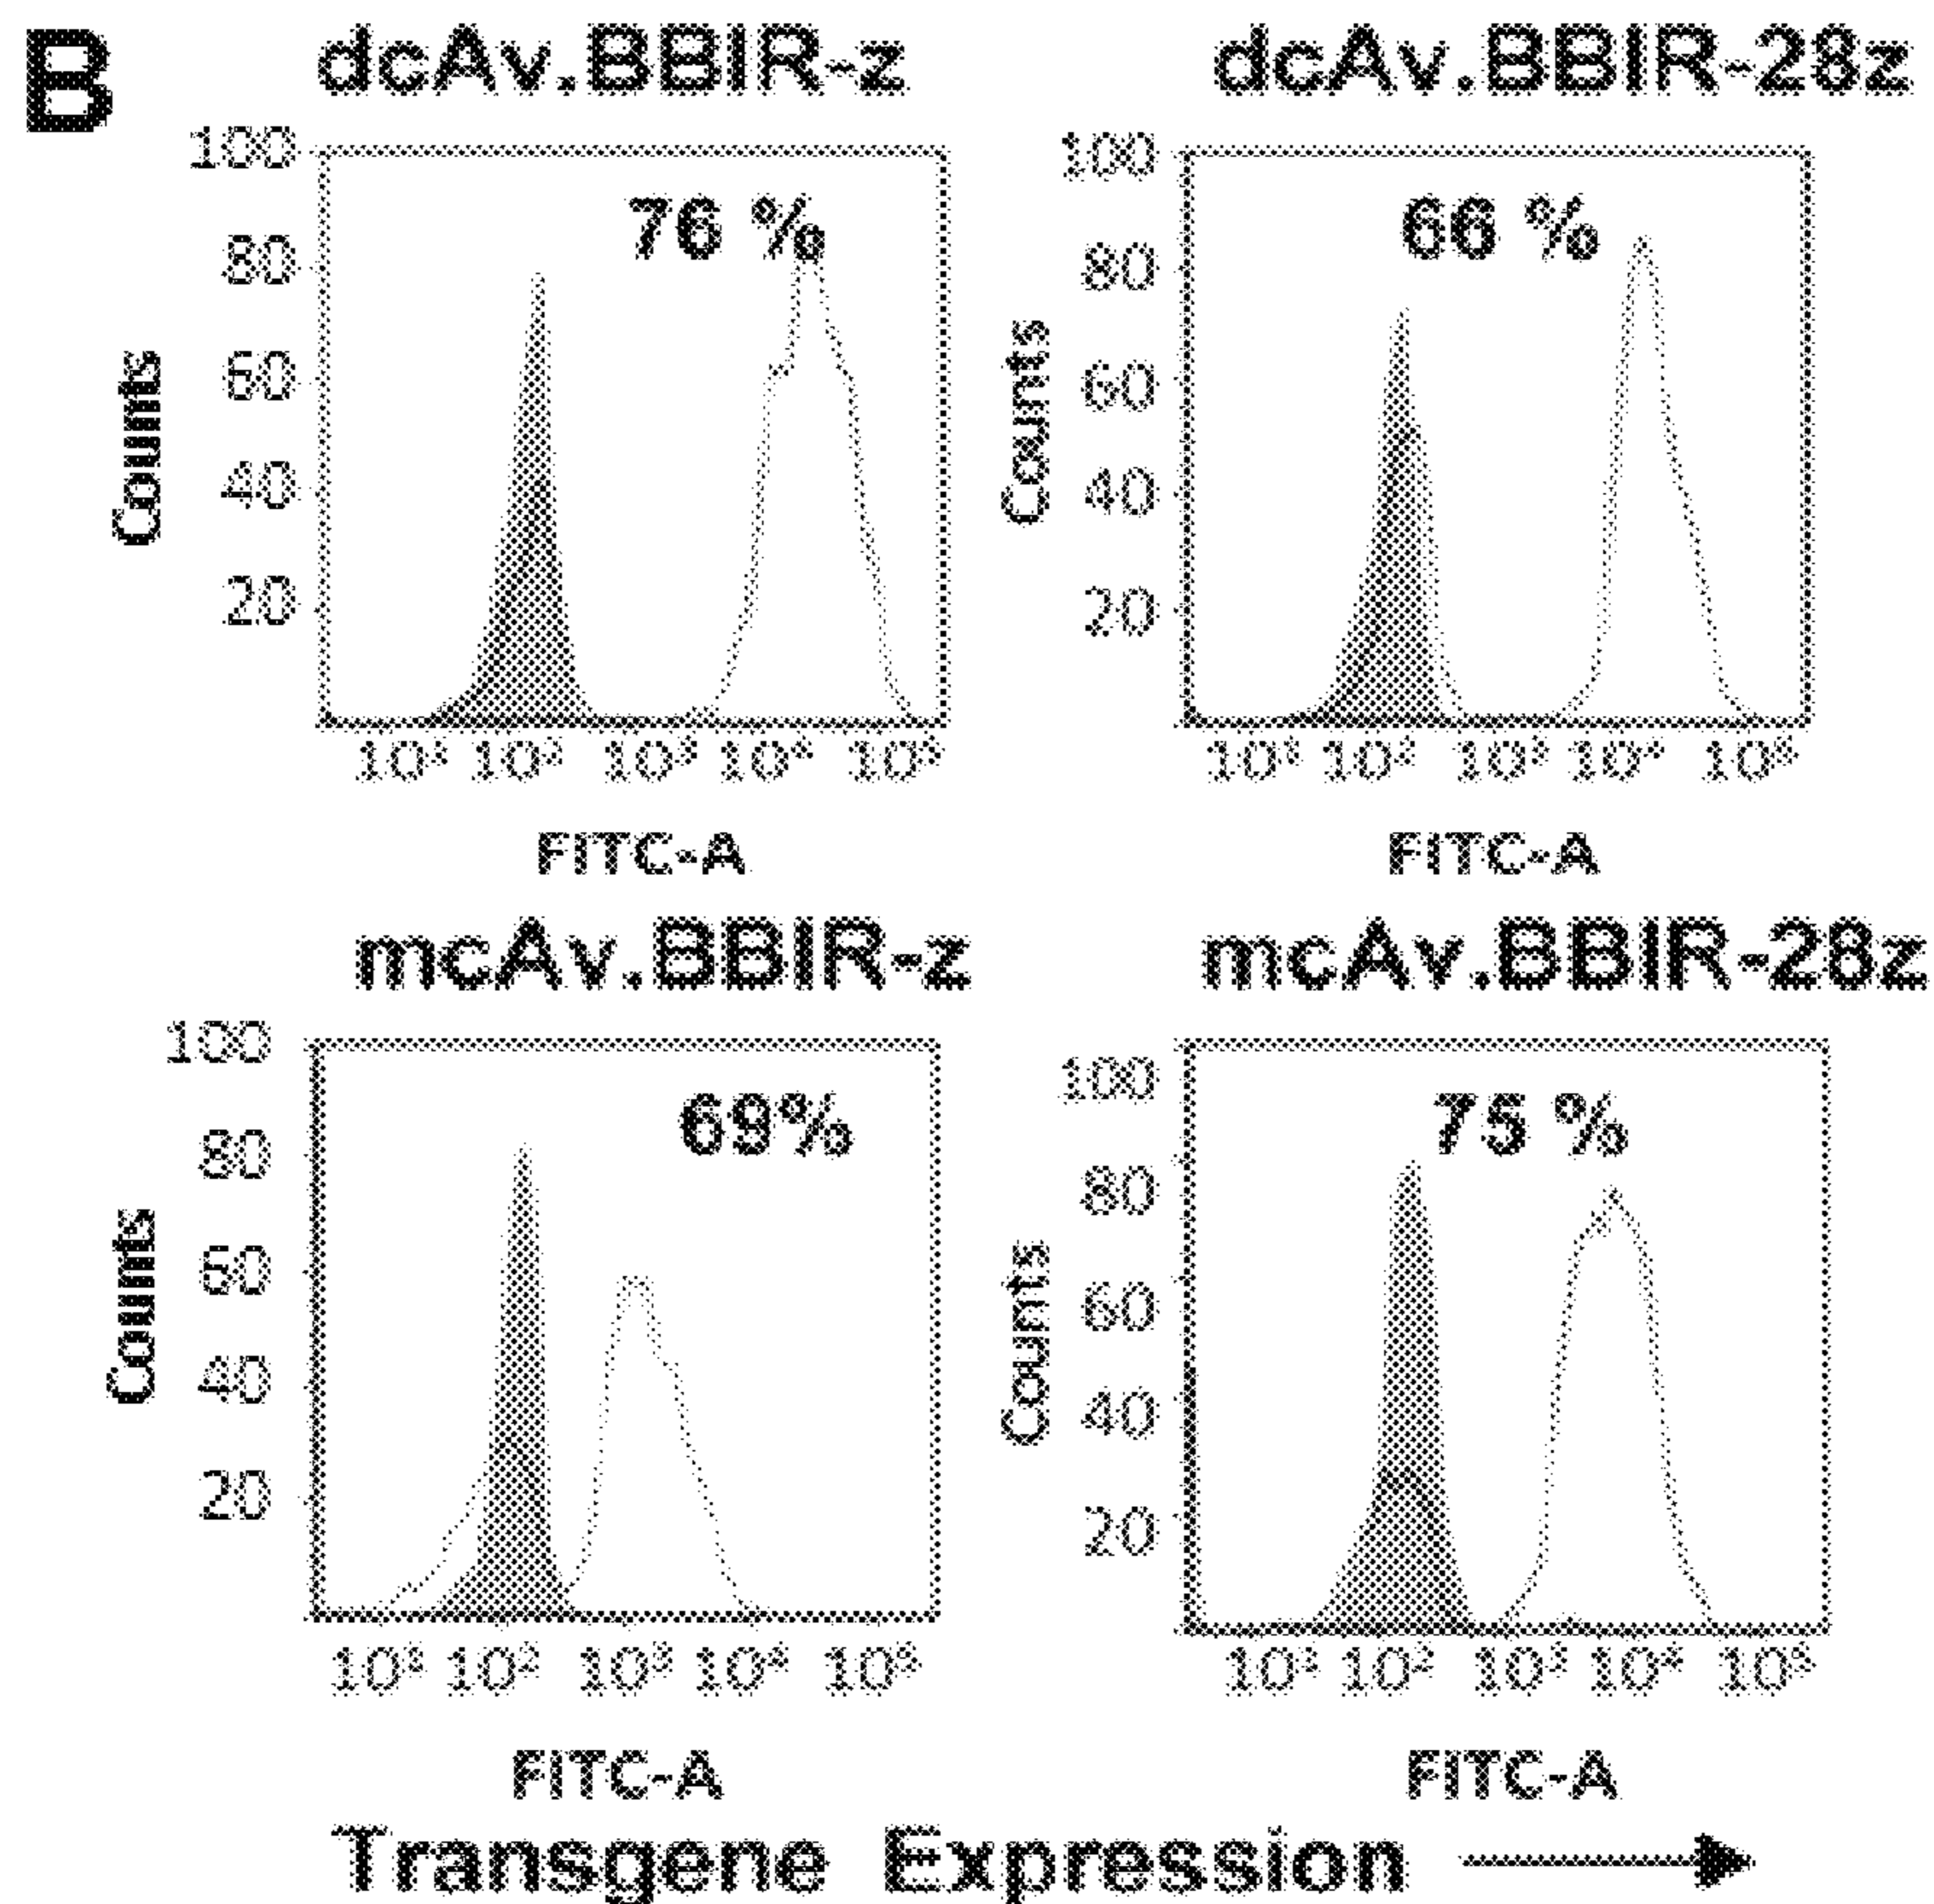 B
dcAv.BBIR-z
dcAv.BBIR-28z
100
80
60
40
20
Counts
76 %
10¹ 10² 10³ 10⁴ 10⁵
FITC-A
100
80
60
40
20
Counts
66 %
10¹ 10² 10³ 10⁴ 10⁵
FITC-A
mcAv.BBIR-z
mcAv.BBIR-28z
100
80
60
40
20
Counts
69%
10¹ 10² 10³ 10⁴ 10⁵
FITC-A
100
80
60
40
20
Counts
75 %
10¹ 10² 10³ 10⁴ 10⁵
FITC-A
Transgene Expression